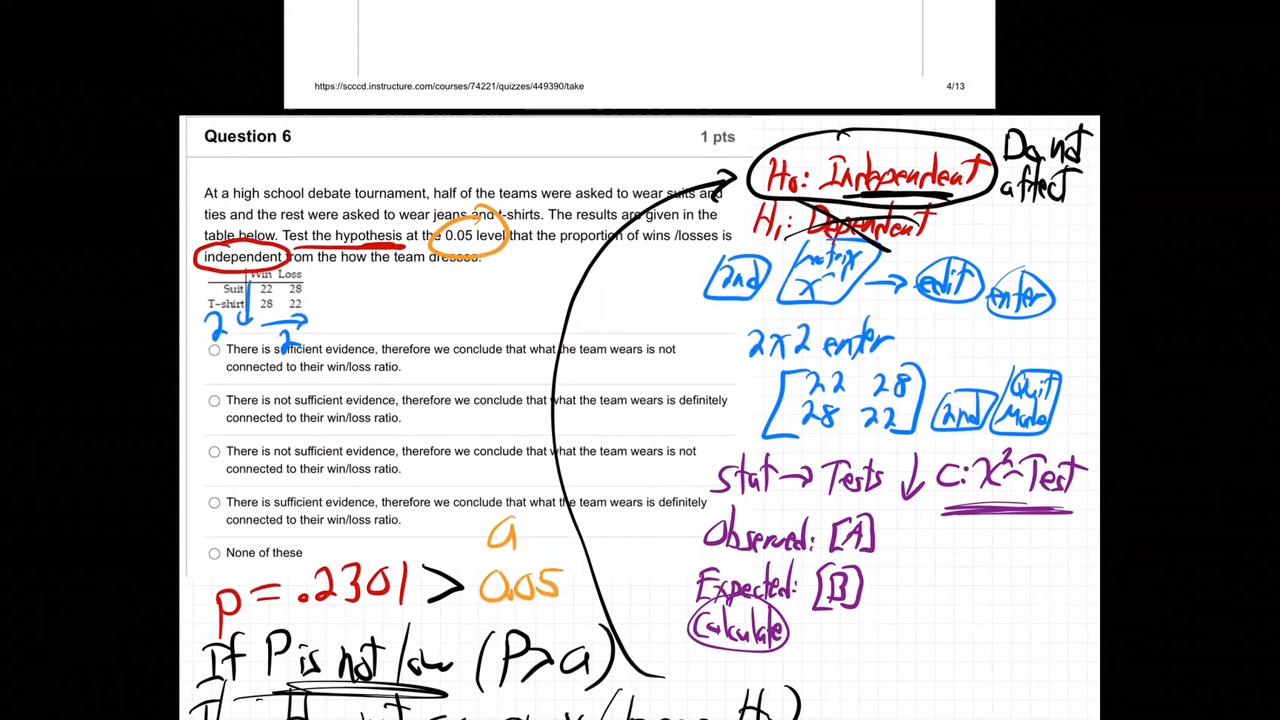 https://scccd.instructure.com/courses/74221/quizzes/449390/take
4/13
Question 6
1 pts
At a high school debate tournament, half of the teams were asked to wear suits and
ties and the rest were asked to wear jeans and t-shirts. The results are given in the
table below. Test the hypothesis at the 0.05 level that the proportion of wins /losses is
independent from the how the team dresses.
Win Loss
Suit 22 28
T-shirt 28 22
2
2
There is sufficient evidence, therefore we conclude that what the team wears is not
connected to their win/loss ratio.
There is not sufficient evidence, therefore we conclude that what the team wears is definitely
connected to their win/loss ratio.
There is not sufficient evidence, therefore we conclude that what the team wears is not
connected to their win/loss ratio.
There is sufficient evidence, therefore we conclude that what the team wears is definitely
connected to their win/loss ratio.
None of these
a
p = .2301 > 0.05
If P is not low (P>a)
H0: Independent
Do not
affect
H1: Dependent
2nd matrix x⁻¹ → edit enter
2x2 enter
[22 28
28 22] 2nd Quit Mode
Stat → Tests ↓ C: X²-Test
Observed: [A]
Expected: [B]
Calculate